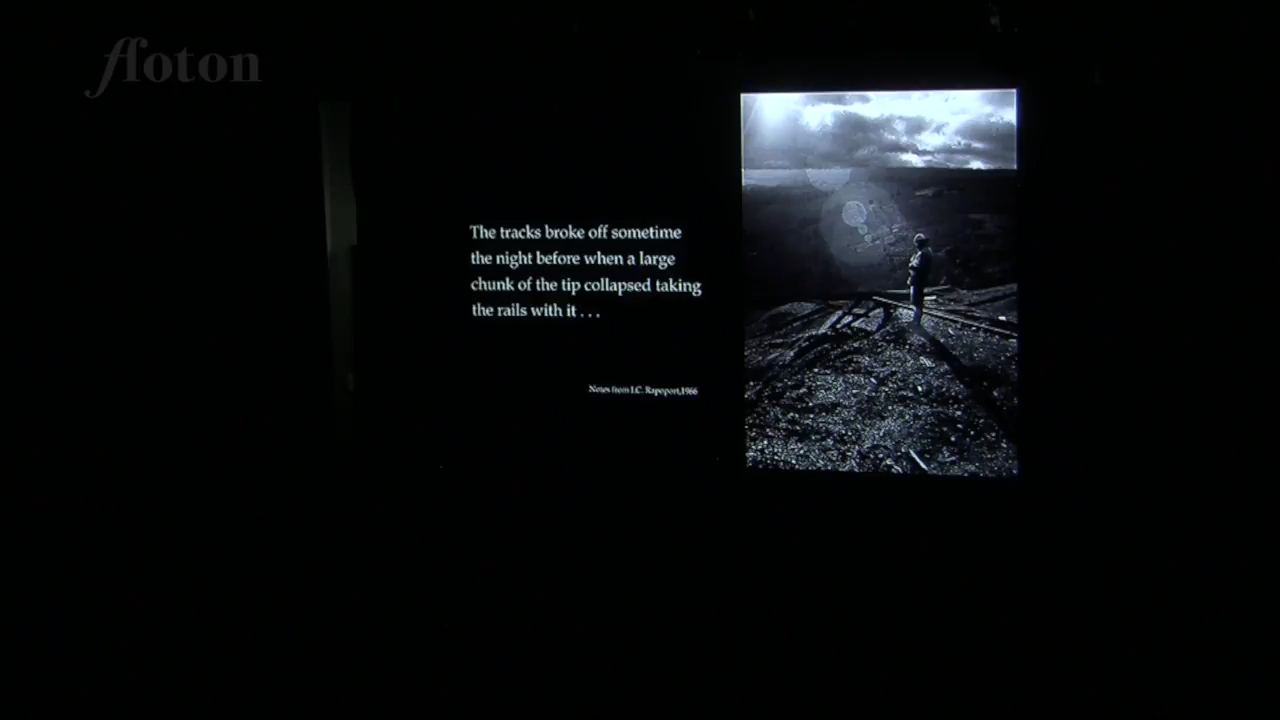 ffoton
The tracks broke off sometime
the night before when a large
chunk of the tip collapsed taking
the rails with it . . .
Notes from I.C. Rapoport,1966